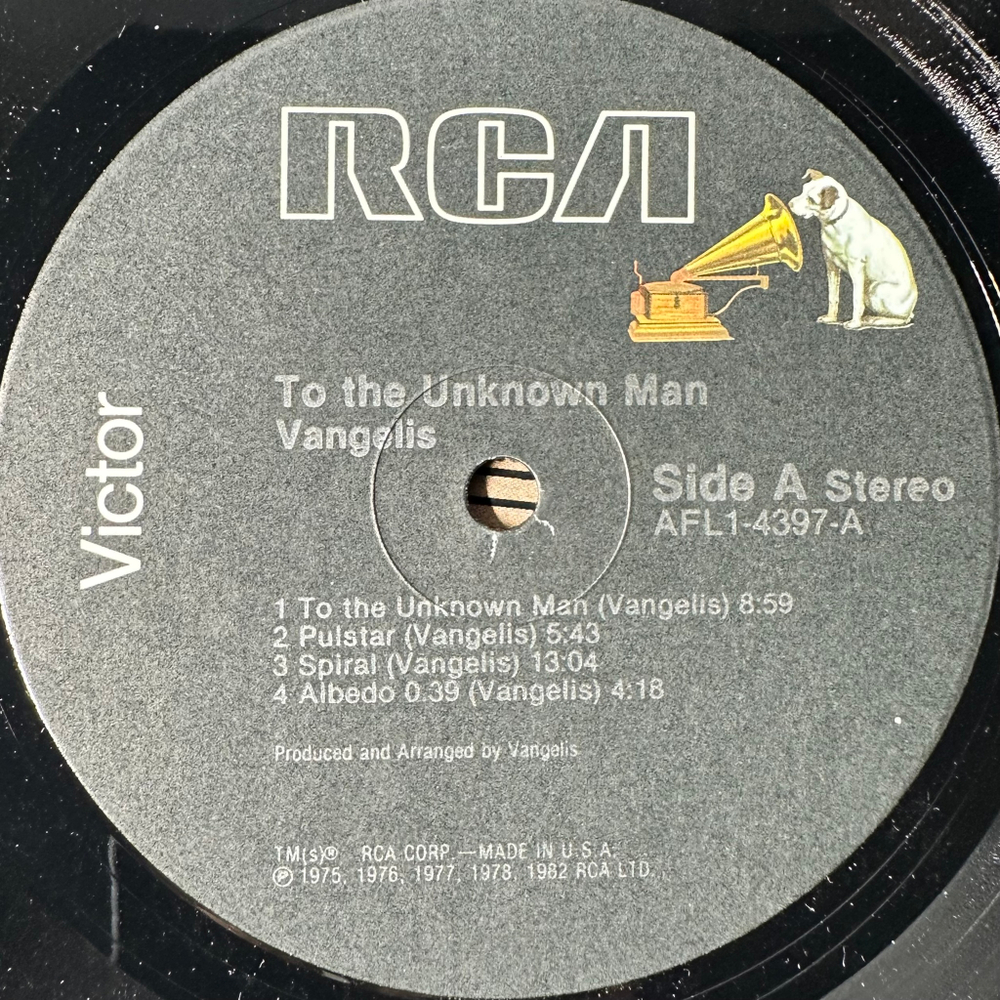 RCA
Victor
To the Unknown Man
Vangelis
Side A Stereo
AFL1-4397-A
1 To the Unknown Man (Vangelis) 8:59
2 Pulstar (Vangelis) 5:43
3 Spiral (Vangelis) 13:04
4 Albedo 0.39 (Vangelis) 4:18
Produced and Arranged by Vangelis
TM(s)® RCA CORP.—MADE IN U.S.A.
℗ 1975, 1976, 1977, 1978, 1982 RCA LTD.